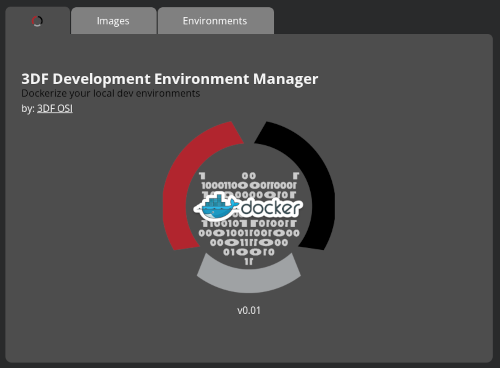 Images
Environments
3DF Development Environment Manager
Dockerize your local dev environments
by: 3DF OSI
docker
v0.01